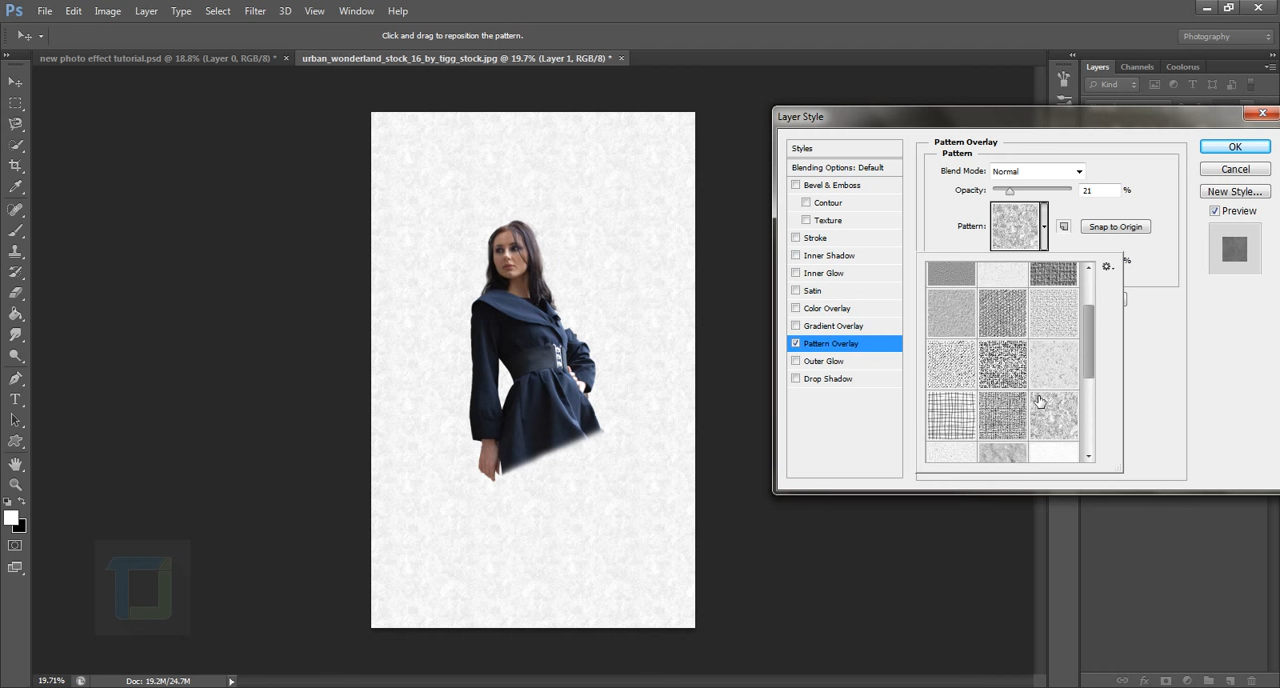 Ps File Edit Image Layer Type Select Filter 3D View Window Help
Click and drag to reposition the pattern.
Photography
new photo effect tutorial.psd @ 18.8% (Layer 0, RGB/8) * ×
urban_wonderland_stock_16_by_tigg_stock.jpg @ 19.7% (Layer 1, RGB/8) * ×
Layers Channels Coolorus
Kind
Layer Style
Styles
Blending Options: Default
Bevel & Emboss
Contour
Texture
Stroke
Inner Shadow
Inner Glow
Satin
Color Overlay
Gradient Overlay
Pattern Overlay
Outer Glow
Drop Shadow
Pattern Overlay
Pattern
Blend Mode: Normal
Opacity: 21 %
Pattern: Snap to Origin
%
OK
Cancel
New Style...
Preview
TJ
19.71% Doc: 19.2M/24.7M